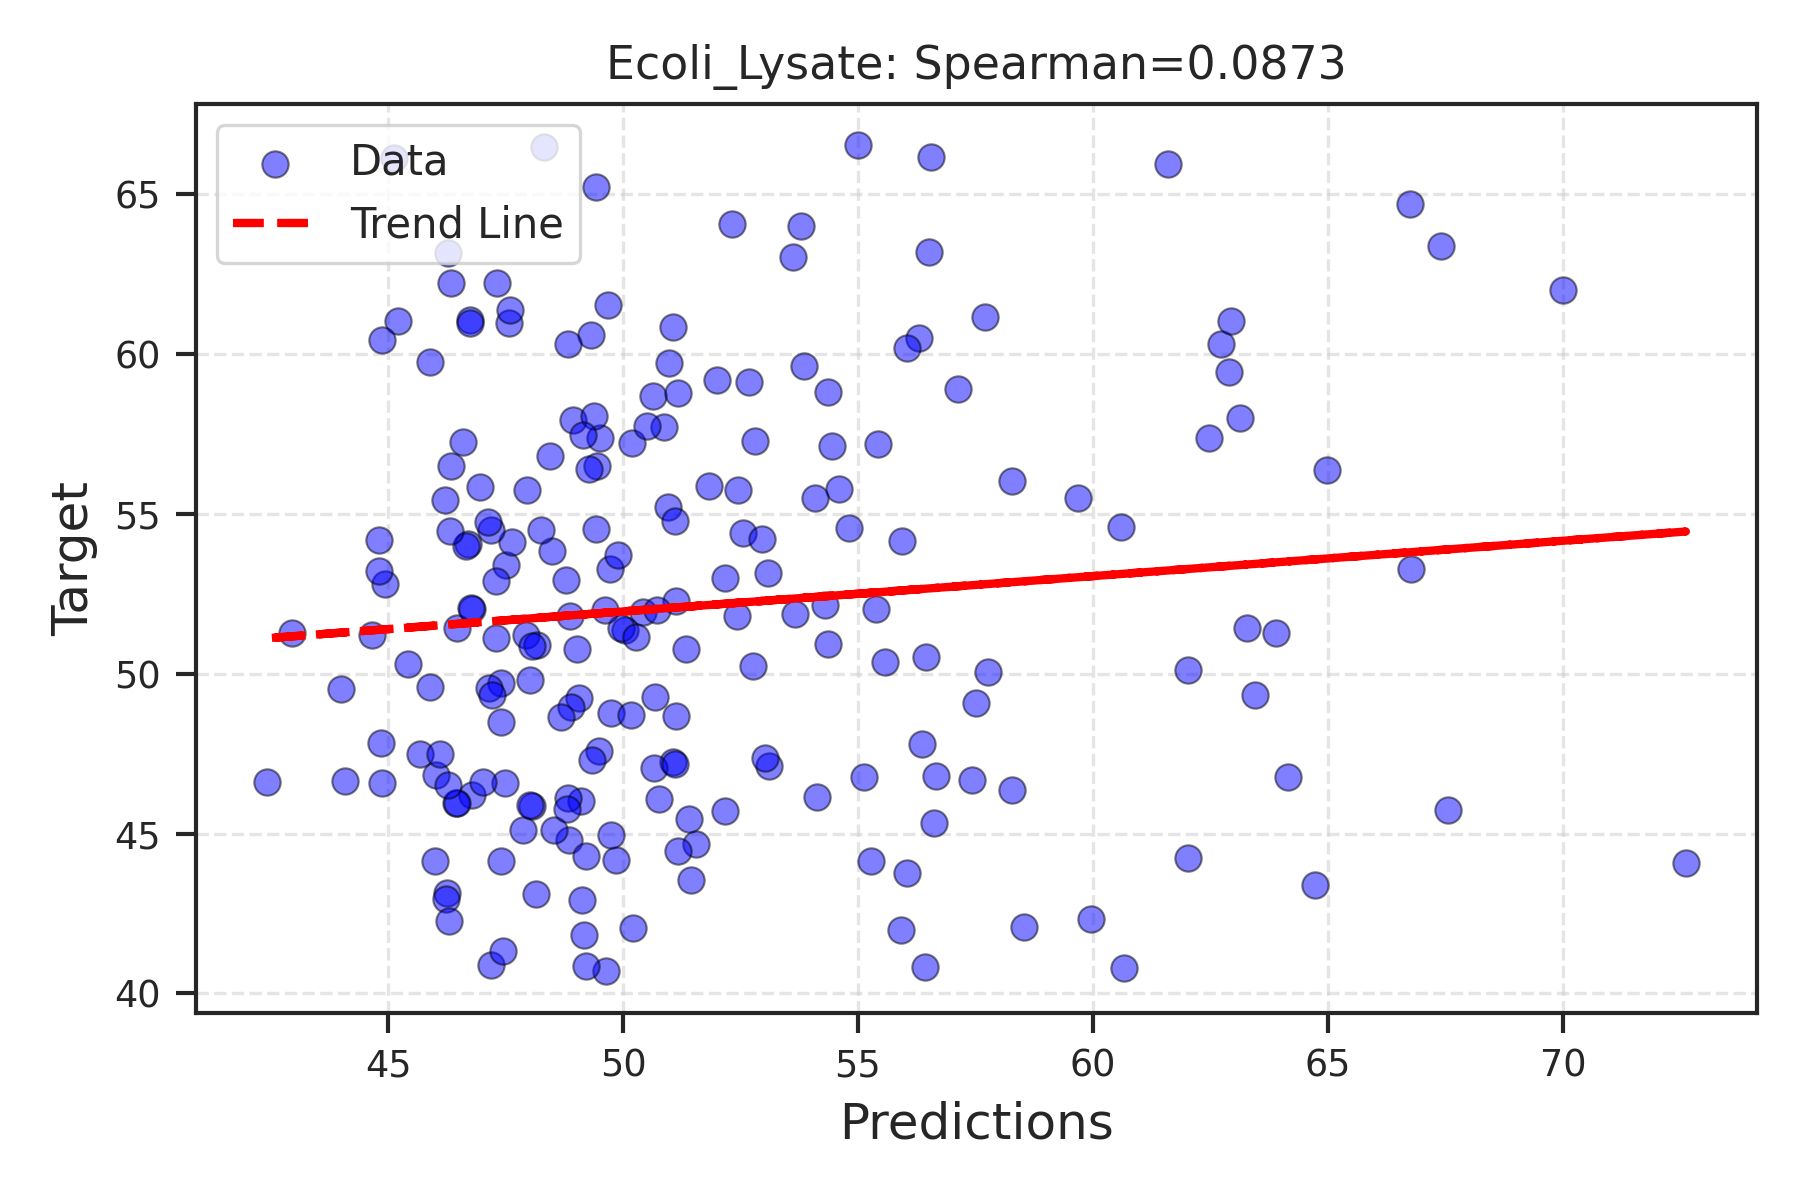 Ecoli_Lysate: Spearman=0.0873
Data
Trend Line
Target
65
60
55
50
45
40
45 50 55 60 65 70
Predictions